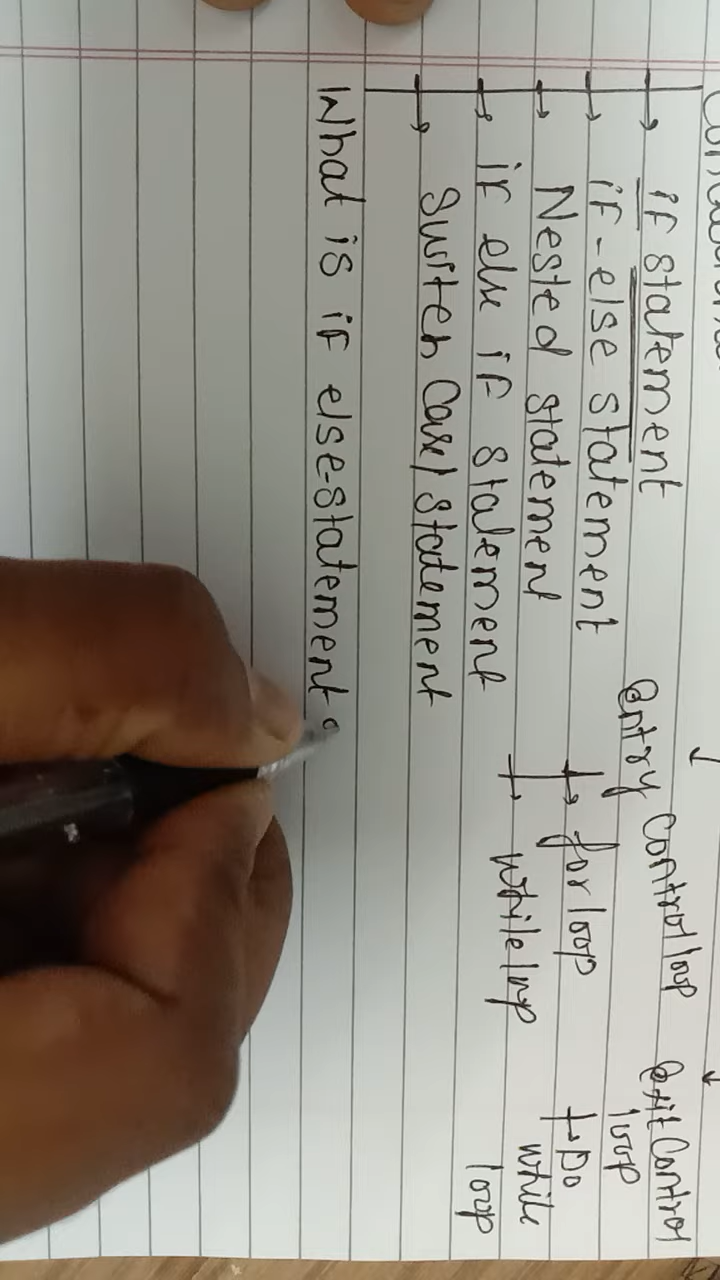 if statement
if-else statement
Nested statement
if else if statement
Switch Case/ statement
entry control loop
for loop
while loop
exit control
loop
Do
while
loop
What is if else-statement